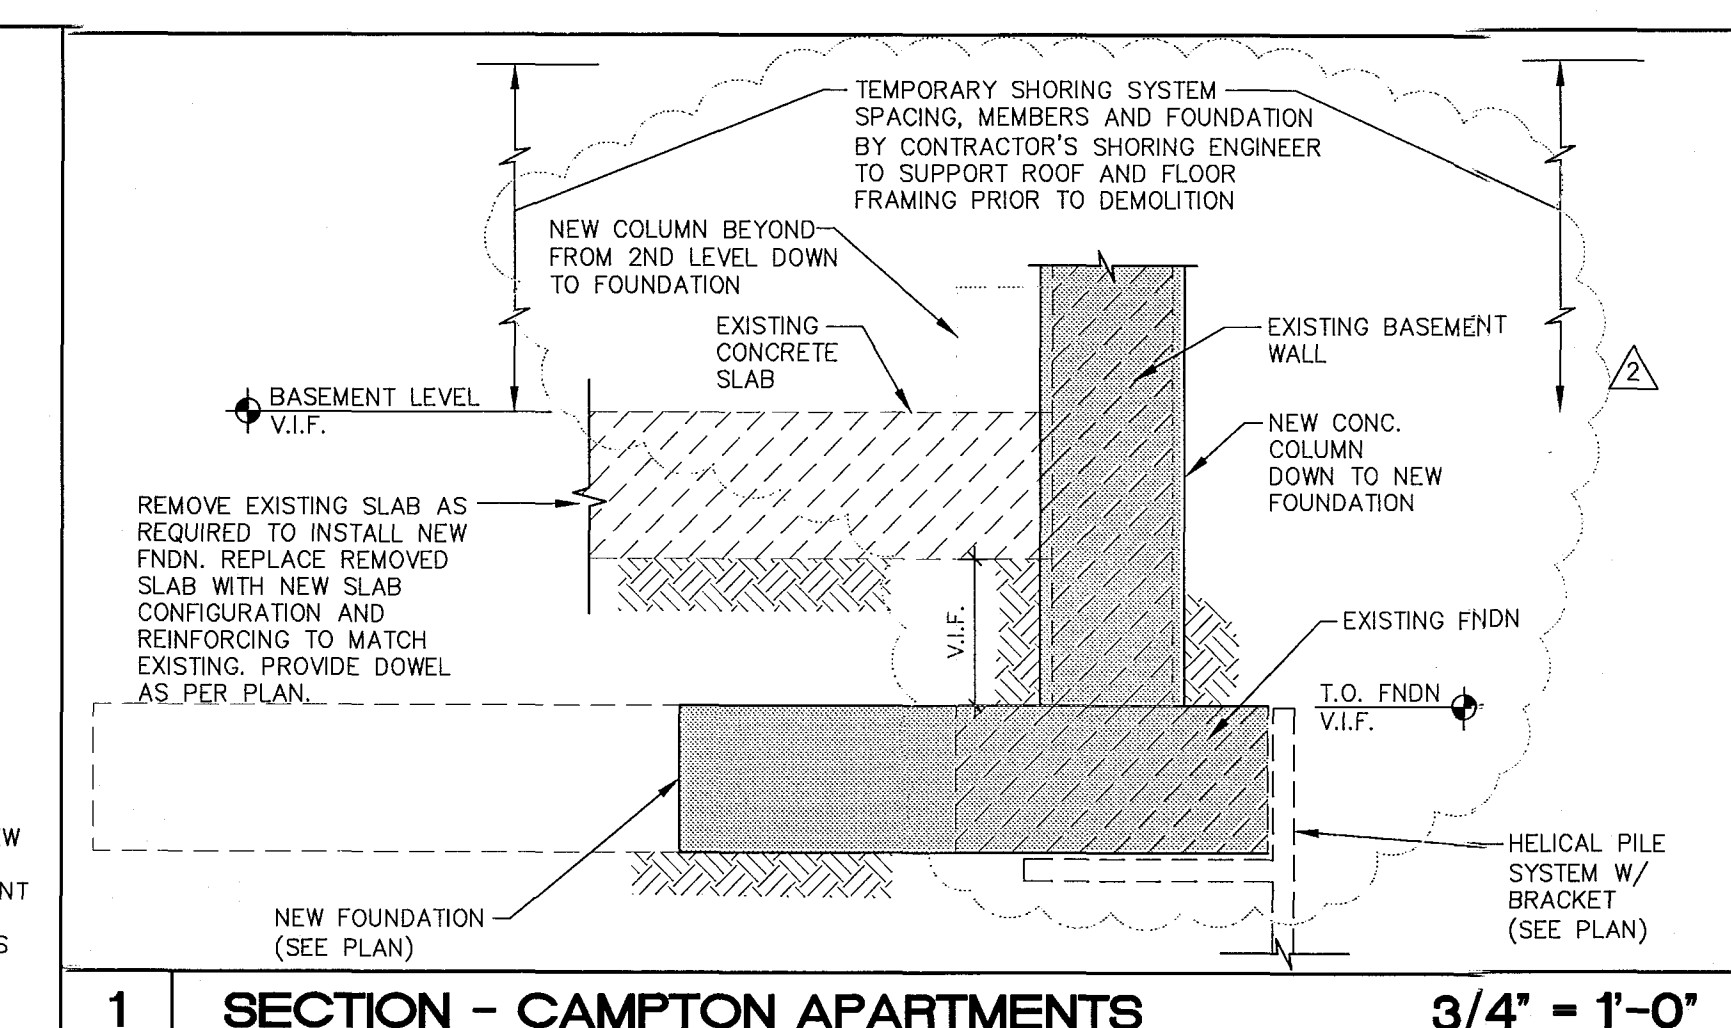 TEMPORARY SHORING SYSTEM
SPACING, MEMBERS AND FOUNDATION
BY CONTRACTOR'S SHORING ENGINEER
TO SUPPORT ROOF AND FLOOR
FRAMING PRIOR TO DEMOLITION
NEW COLUMN BEYOND
FROM 2ND LEVEL DOWN
TO FOUNDATION
EXISTING
CONCRETE
SLAB
EXISTING BASEMENT
WALL
2
BASEMENT LEVEL
V.I.F.
NEW CONC.
COLUMN
DOWN TO NEW
FOUNDATION
REMOVE EXISTING SLAB AS
REQUIRED TO INSTALL NEW
FNDN. REPLACE REMOVED
SLAB WITH NEW SLAB
CONFIGURATION AND
REINFORCING TO MATCH
EXISTING. PROVIDE DOWEL
AS PER PLAN.
V.I.F.
EXISTING FNDN
T.O. FNDN
V.I.F.
HELICAL PILE
SYSTEM W/
BRACKET
(SEE PLAN)
NEW FOUNDATION
(SEE PLAN)
1
SECTION - CAMPTON APARTMENTS
3/4" = 1'-0"